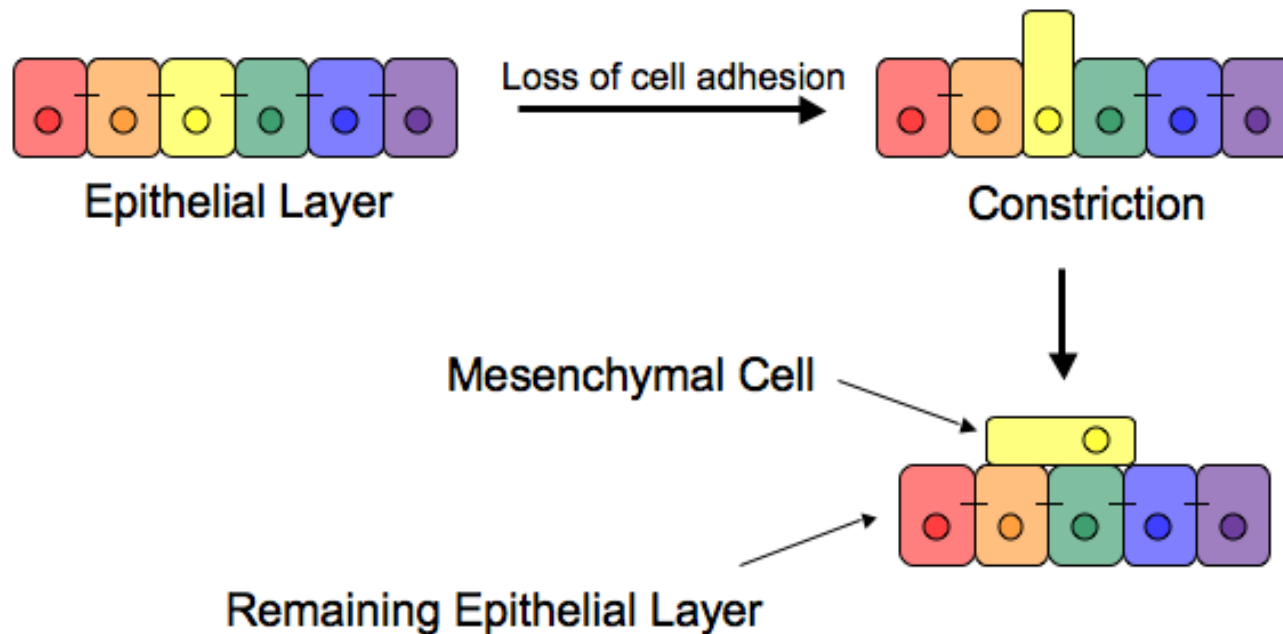 Loss of cell adhesion
Epithelial Layer
Constriction
Mesenchymal Cell
Remaining Epithelial Layer